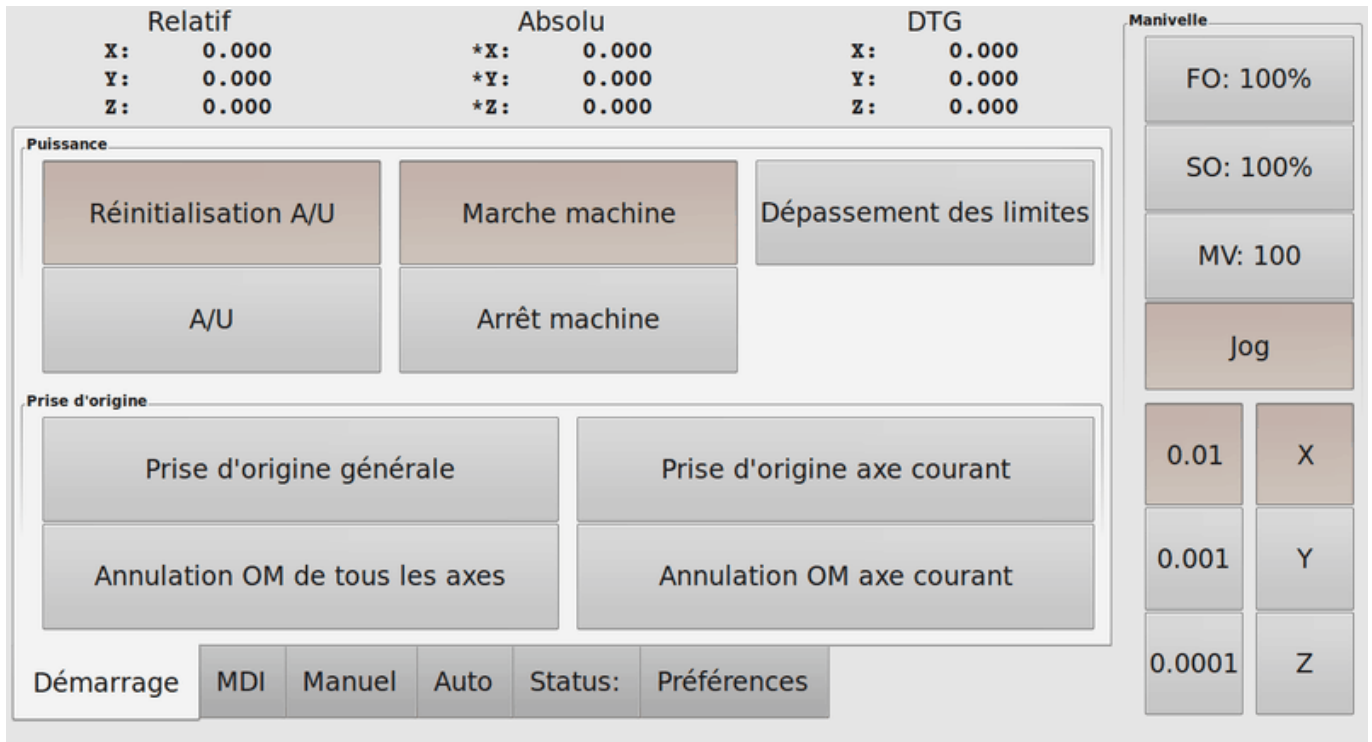 Relatif Absolu DTG
X: 0.000 *X: 0.000 X: 0.000
Y: 0.000 *Y: 0.000 Y: 0.000
Z: 0.000 *Z: 0.000 Z: 0.000
Puissance
Réinitialisation A/U Marche machine Dépassement des limites
A/U Arrêt machine
Prise d'origine
Prise d'origine générale Prise d'origine axe courant
Annulation OM de tous les axes Annulation OM axe courant
Démarrage MDI Manuel Auto Status: Préférences
Manivelle
FO: 100%
SO: 100%
MV: 100
Jog
0.01 X
0.001 Y
0.0001 Z